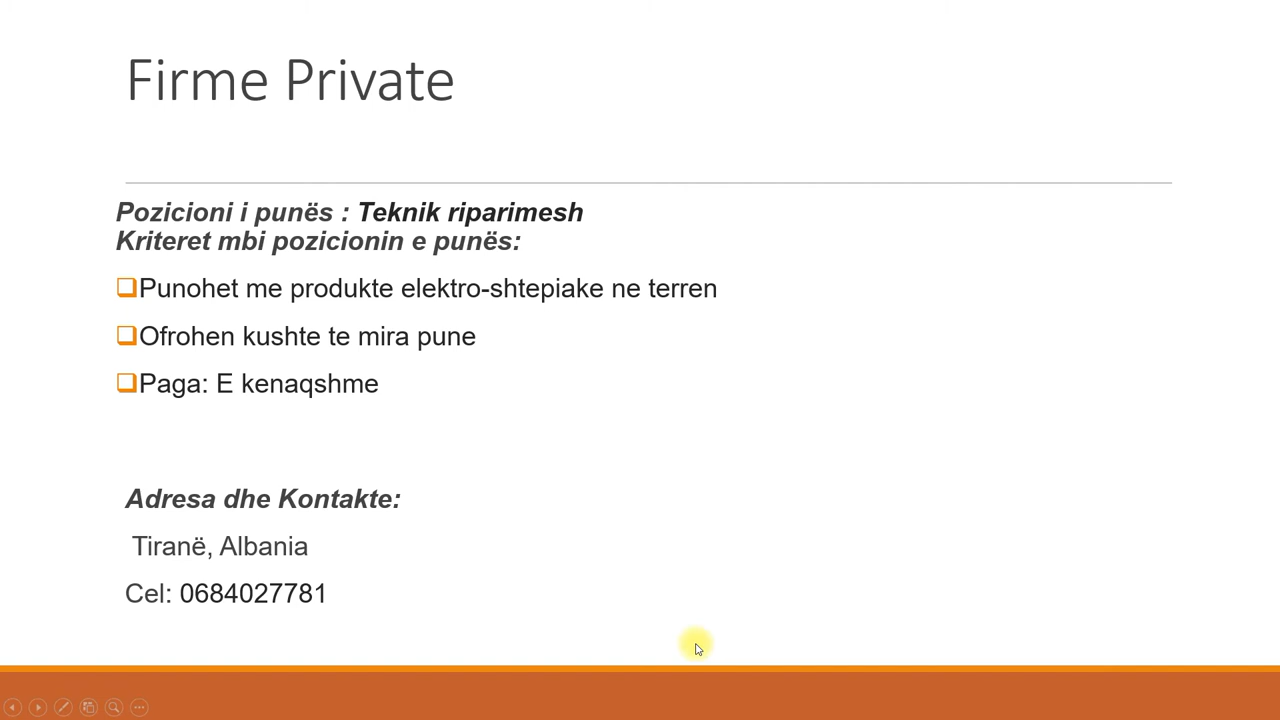 Firme Private
Pozicioni i punës : Teknik riparimesh
Kriteret mbi pozicionin e punës:
Punohet me produkte elektro-shtepiake ne terren
Ofrohen kushte te mira pune
Paga: E kenaqshme
Adresa dhe Kontakte:
Tiranë, Albania
Cel: 0684027781